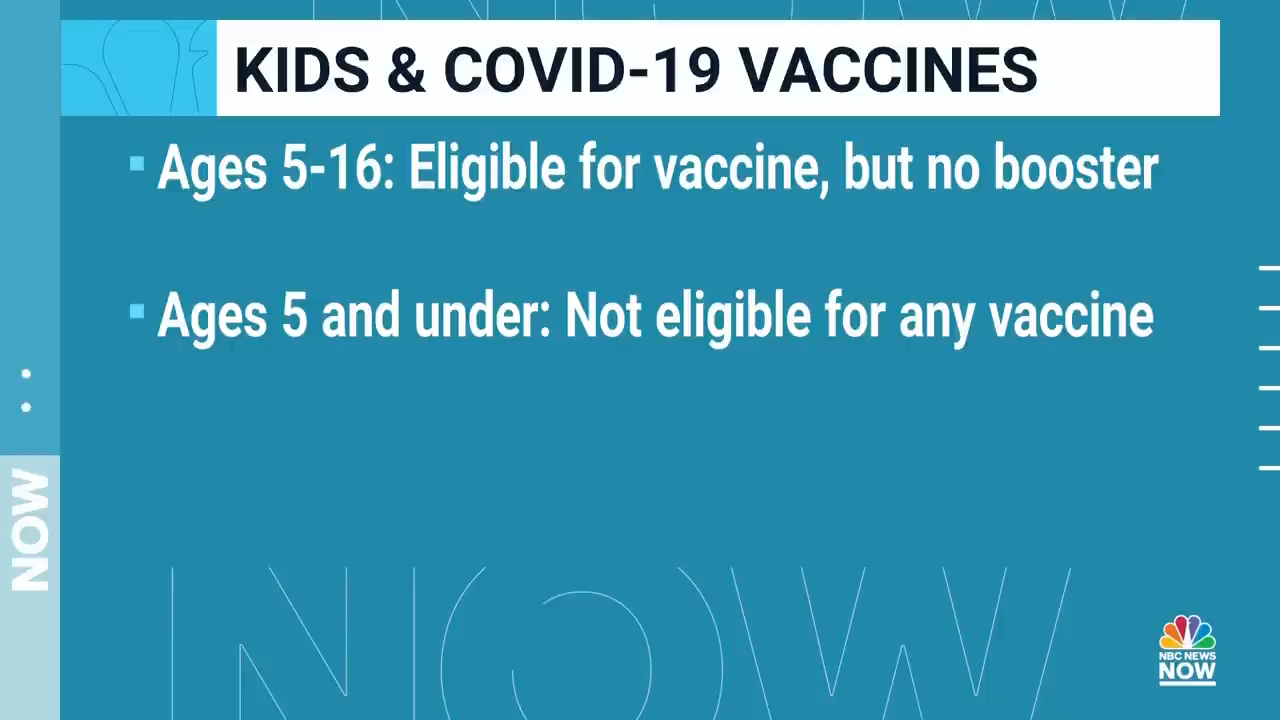 KIDS & COVID-19 VACCINES
Ages 5-16: Eligible for vaccine, but no booster
Ages 5 and under: Not eligible for any vaccine
NOW
NOW
NBC NEWS
NOW